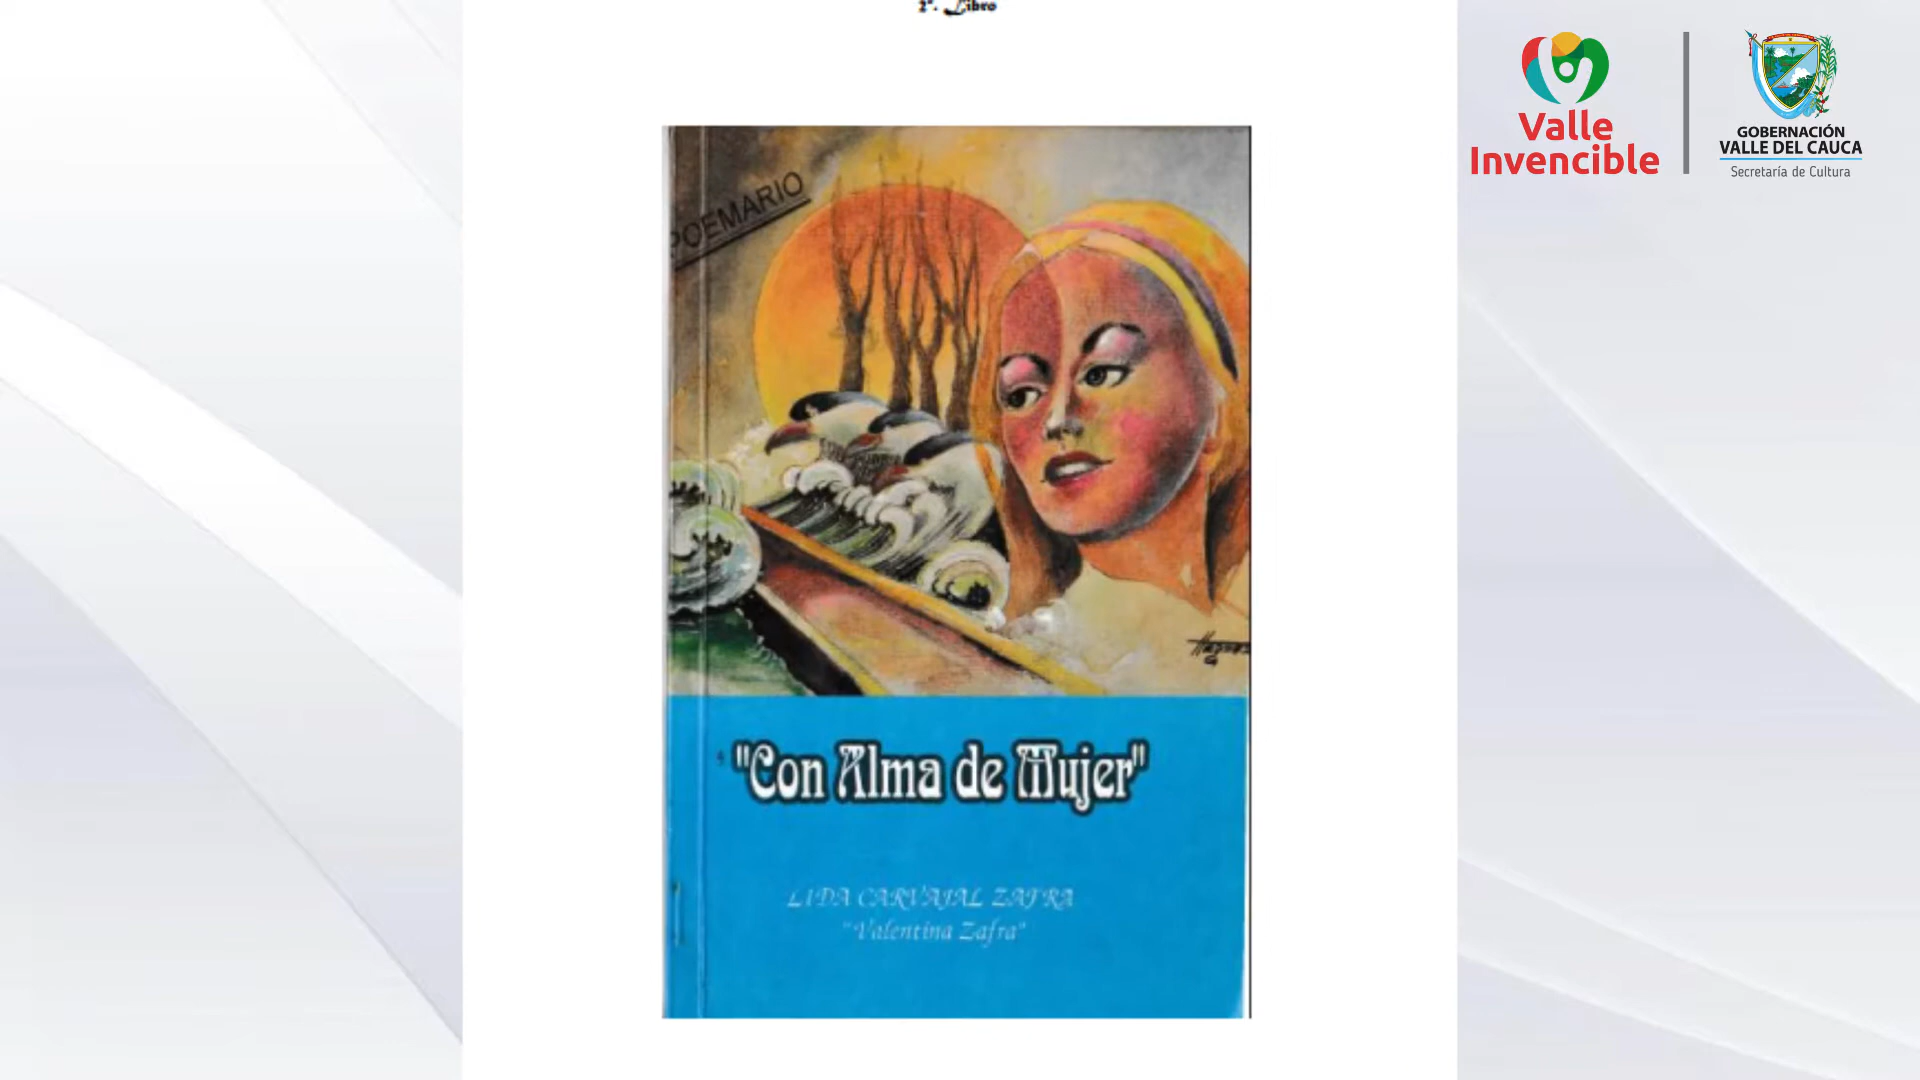 2º. Libro
Valle
Invencible
GOBERNACIÓN
VALLE DEL CAUCA
Secretaría de Cultura
POEMARIO
"Con Alma de Mujer"
LIDA CARVAJAL ZAFRA
"Valentina Zafra"